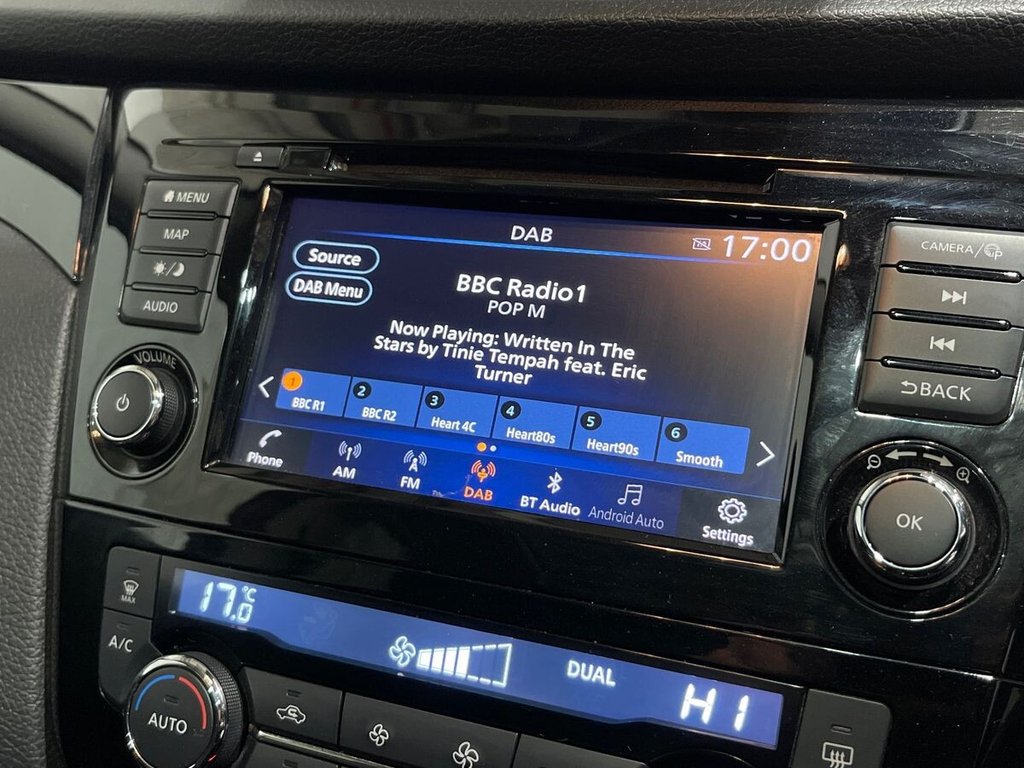 MENU
MAP
AUDIO
VOLUME
DAB
17:00
Source
DAB Menu
BBC Radio1
POP M
Now Playing: Written In The
Stars by Tinie Tempah feat. Eric
Turner
1
BBC R1
2
BBC R2
3
Heart 4C
4
Heart80s
5
Heart90s
6
Smooth
Phone
AM
FM
DAB
BT Audio
Android Auto
Settings
CAMERA/
BACK
OK
MAX
A/C
AUTO
17.0 °C
DUAL
HI